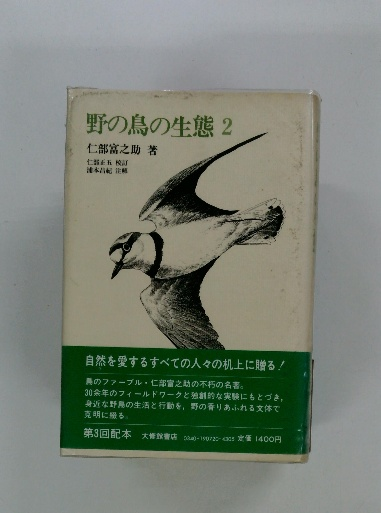 野の鳥の生態 2
仁部富之助 著
仁部正五 校訂
浦本昌紀 注解
自然を愛するすべての人々の机上に贈る!
鳥のファーブル・仁部富之助の不朽の名著。
30余年のフィールドワークと独創的な実験にもとづき,
身近な野鳥の生活と行動を,野の香りあふれる文体で
克明に綴る。
第3回配本 大修館書店 0340-190720-4305 定価 1400円